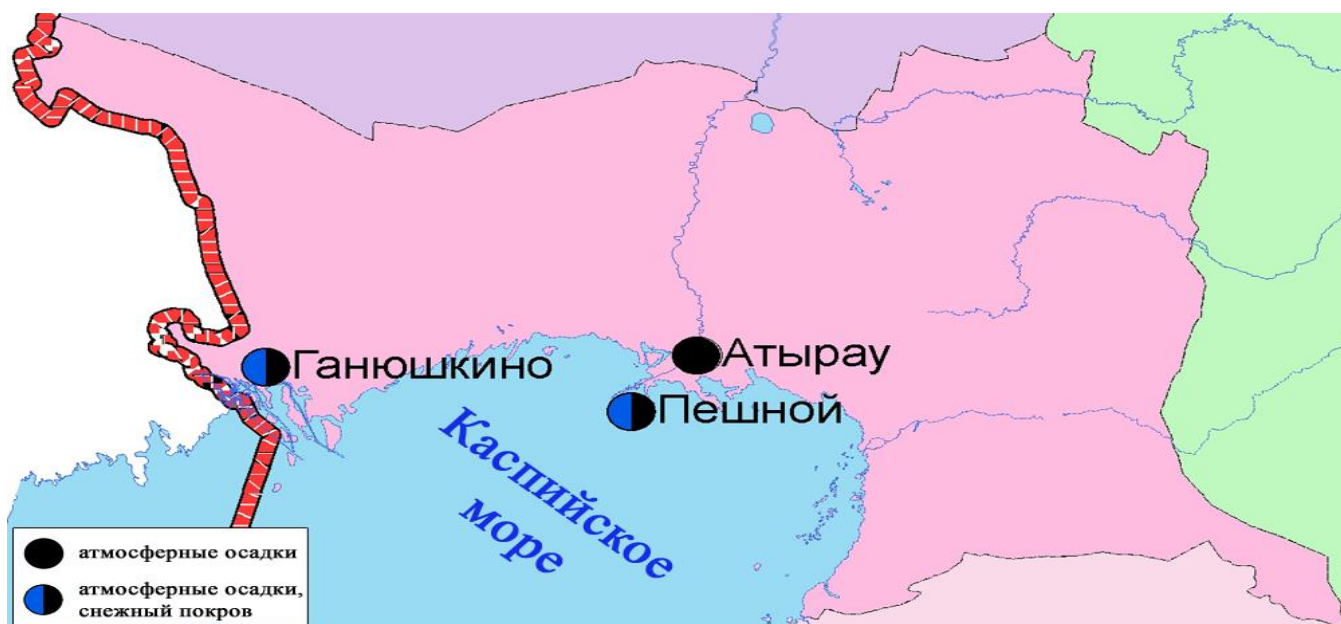 Ганюшкино
Атырау
Пешной
Каспийское
море
атмосферные осадки
атмосферные осадки,
снежный покров